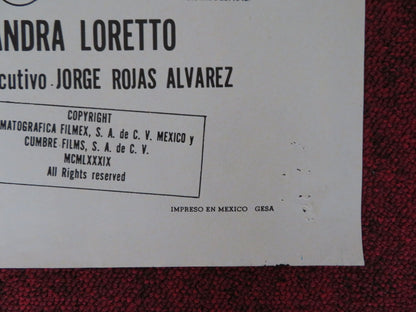 ANDRA LORETTO
cutivo - JORGE ROJAS ALVAREZ
COPYRIGHT
MATOGRAFICA FILMEX, S. A. de C. V. MEXICO y
CUMBRE FILMS, S. A. de C. V.
MCMLXXXIX
All Rights reserved
IMPRESO EN MEXICO GESA